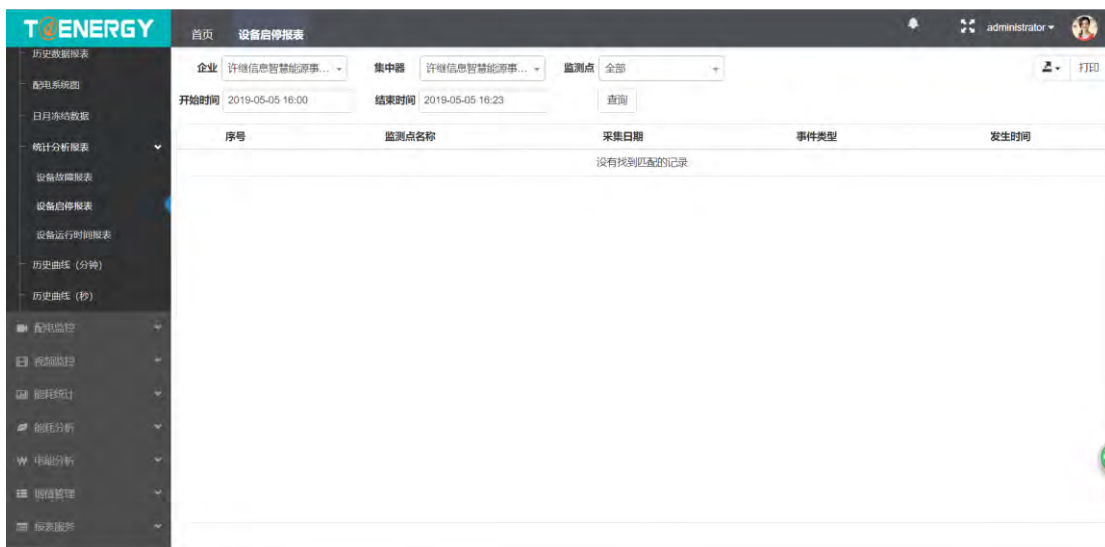 T@ENERGY
首页 设备启停报表 administrator
历史数据报表
配电系统图
日月冻结数据
统计分析报表
设备故障报表
设备启停报表
设备运行时间报表
历史曲线（分钟）
历史曲线（秒）
配电监控
视频监控
能耗统计
能耗分析
电能分析
报表服务
企业 许继信息智慧能源事... 集中器 许继信息智慧能源事... 监测点 全部 打印
开始时间 2019-05-05 16:00 结束时间 2019-05-05 16:23 查询
序号 监测点名称 采集日期 事件类型 发生时间
没有找到匹配的记录